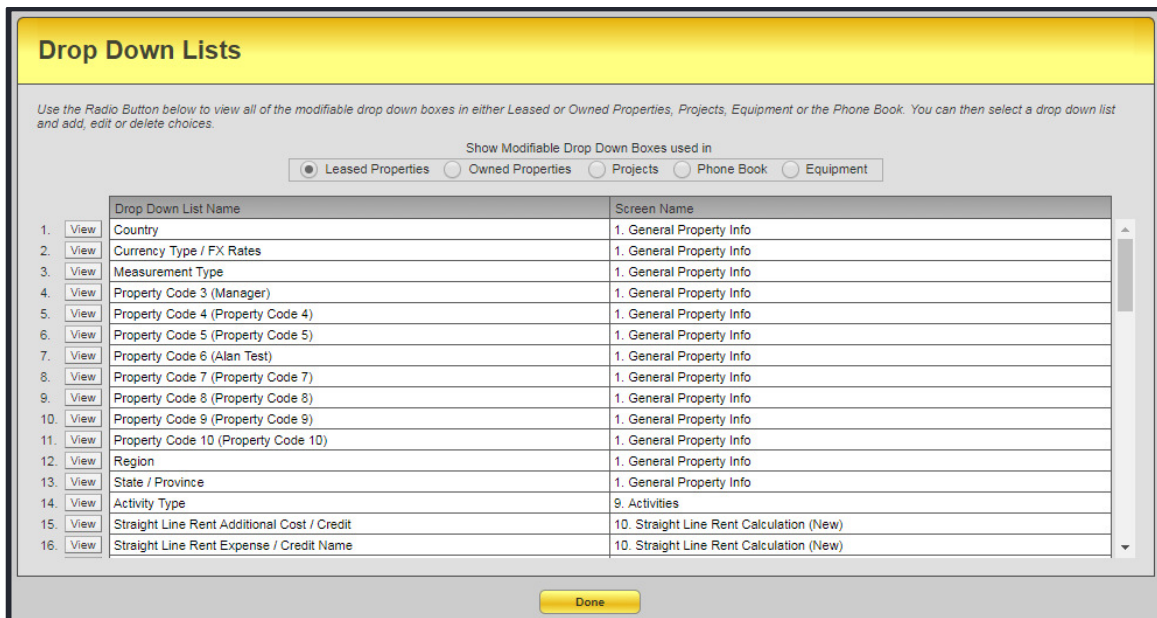 Drop Down Lists
Use the Radio Button below to view all of the modifiable drop down boxes in either Leased or Owned Properties, Projects, Equipment or the Phone Book. You can then select a drop down list
and add, edit or delete choices.
Show Modifiable Drop Down Boxes used in
Leased Properties Owned Properties Projects Phone Book Equipment
Drop Down List Name Screen Name
1. View Country 1. General Property Info
2. View Currency Type / FX Rates 1. General Property Info
3. View Measurement Type 1. General Property Info
4. View Property Code 3 (Manager) 1. General Property Info
5. View Property Code 4 (Property Code 4) 1. General Property Info
6. View Property Code 5 (Property Code 5) 1. General Property Info
7. View Property Code 6 (Alan Test) 1. General Property Info
8. View Property Code 7 (Property Code 7) 1. General Property Info
9. View Property Code 8 (Property Code 8) 1. General Property Info
10. View Property Code 9 (Property Code 9) 1. General Property Info
11. View Property Code 10 (Property Code 10) 1. General Property Info
12. View Region 1. General Property Info
13. View State / Province 1. General Property Info
14. View Activity Type 9. Activities
15. View Straight Line Rent Additional Cost / Credit 10. Straight Line Rent Calculation (New)
16. View Straight Line Rent Expense / Credit Name 10. Straight Line Rent Calculation (New)
Done